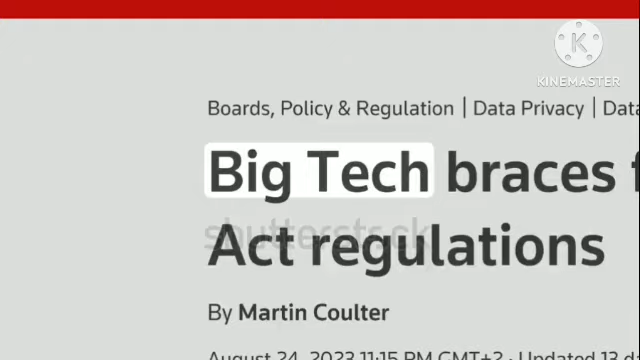 KINEMASTER
Boards, Policy & Regulation | Data Privacy | Data
Big Tech braces
shutterstock
Act regulations
By Martin Coulter
August 24, 2023 11:15 PM GMT+2 · Updated 13 d